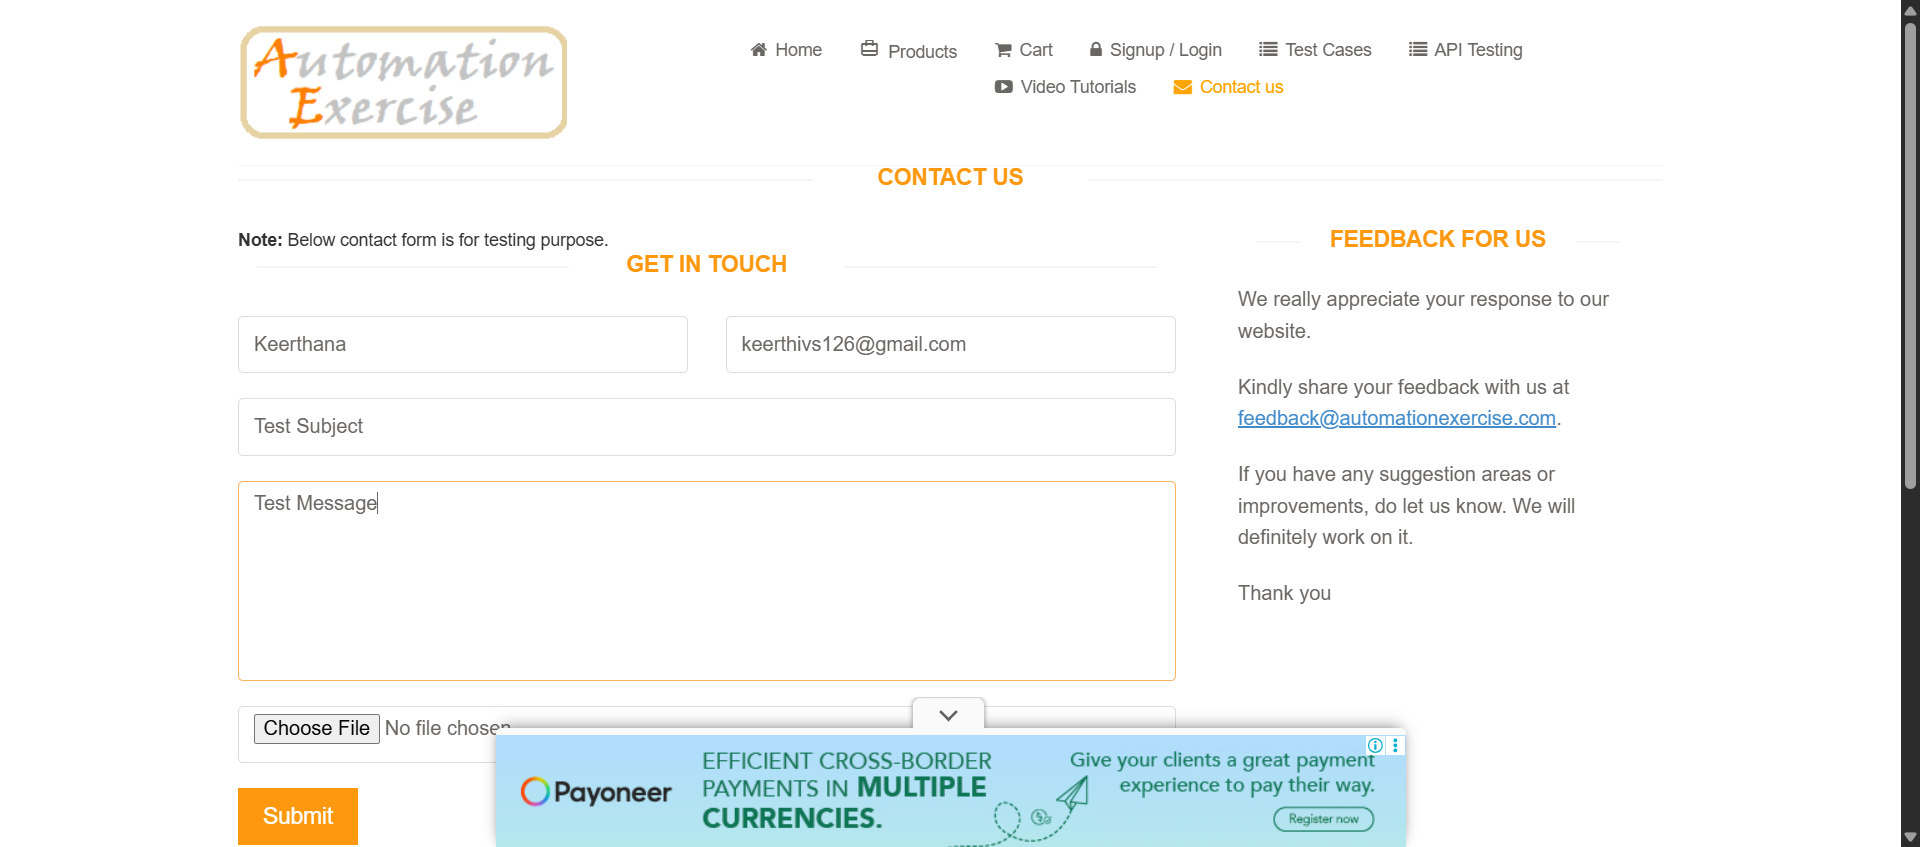 Automation
Exercise
Home
Products
Cart
Signup / Login
Test Cases
API Testing
Video Tutorials
Contact us
CONTACT US
Note: Below contact form is for testing purpose.
GET IN TOUCH
Keerthana
keerthivs126@gmail.com
Test Subject
Test Message
Choose File No file chosen
Submit
FEEDBACK FOR US
We really appreciate your response to our
website.
Kindly share your feedback with us at
feedback@automationexercise.com.
If you have any suggestion areas or
improvements, do let us know. We will
definitely work on it.
Thank you
Payoneer
EFFICIENT CROSS-BORDER
PAYMENTS IN MULTIPLE
CURRENCIES.
Give your clients a great payment
experience to pay their way.
Register now